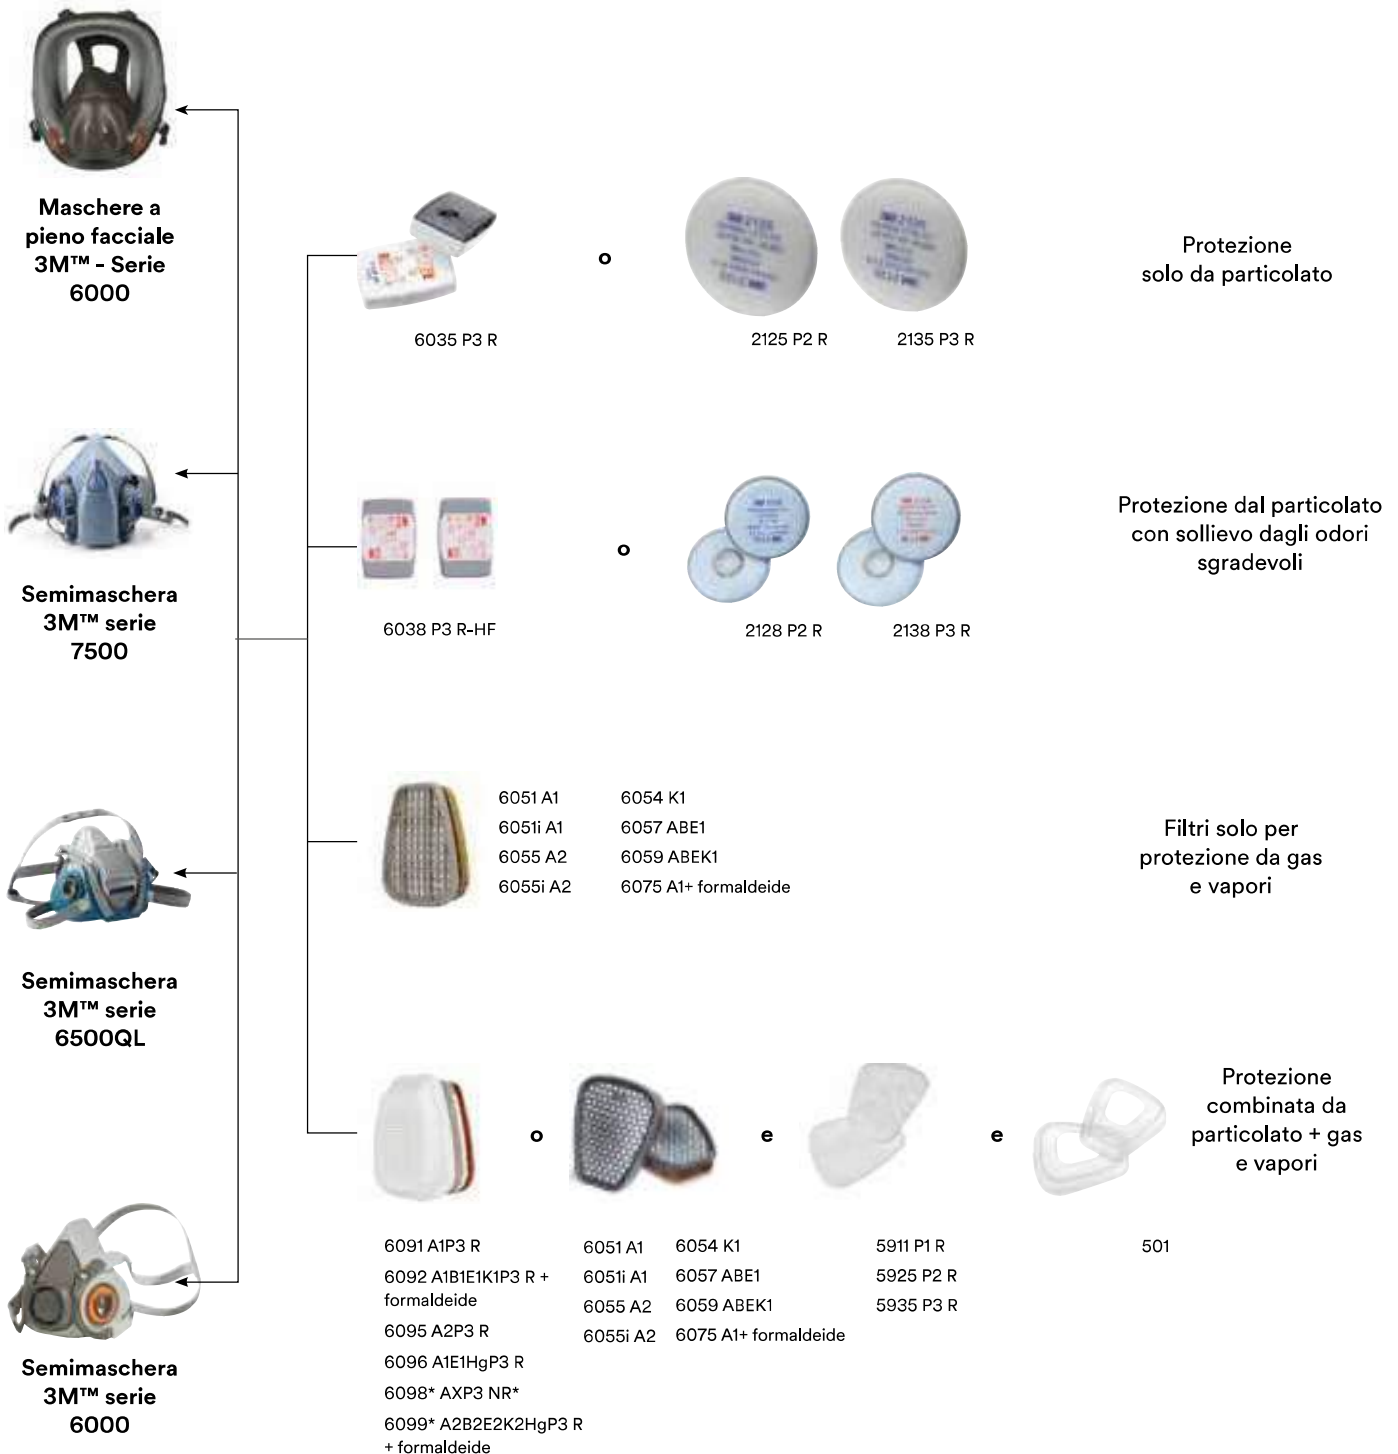 Maschere a
pieno facciale
3M™ - Serie
6000
Semimaschera
3M™ serie
7500
Semimaschera
3M™ serie
6500QL
Semimaschera
3M™ serie
6000
o
6035 P3 R
2125 P2 R
2135 P3 R
Protezione
solo da particolato
o
6038 P3 R-HF
2128 P2 R
2138 P3 R
Protezione dal particolato
con sollievo dagli odori
sgradevoli
6051 A1
6051i A1
6055 A2
6055i A2
6054 K1
6057 ABE1
6059 ABEK1
6075 A1+ formaldeide
Filtri solo per
protezione da gas
e vapori
o
e
e
Protezione
combinata da
particolato + gas
e vapori
6091 A1P3 R
6092 A1B1E1K1P3 R +
formaldeide
6095 A2P3 R
6096 A1E1HgP3 R
6098* AXP3 NR*
6099* A2B2E2K2HgP3 R
+ formaldeide
6051 A1
6051i A1
6055 A2
6055i A2
6054 K1
6057 ABE1
6059 ABEK1
6075 A1+ formaldeide
5911 P1 R
5925 P2 R
5935 P3 R
501